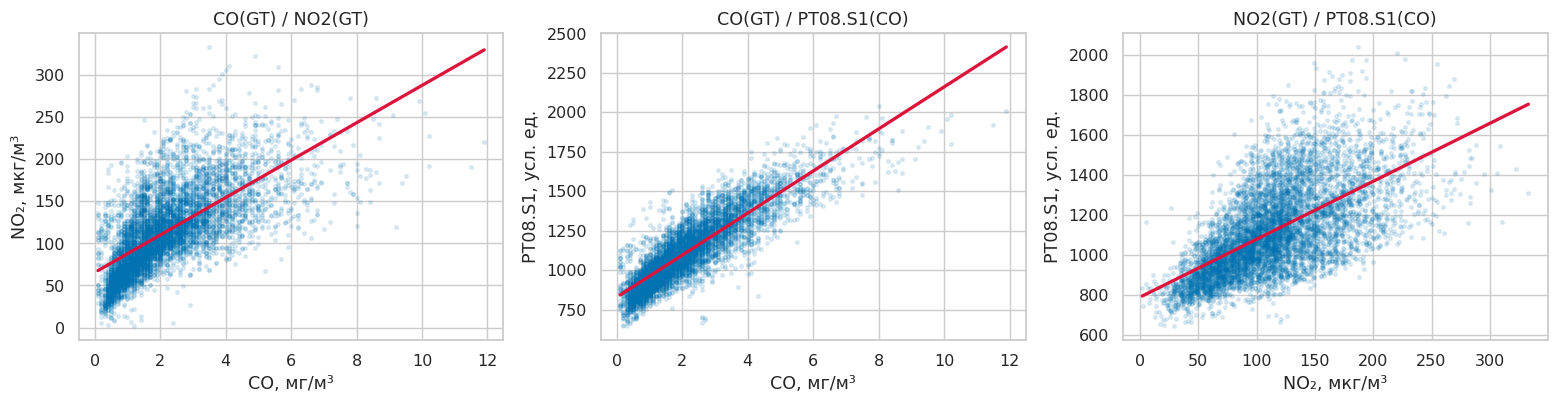 CO(GT) / NO2(GT)
NO₂, мкг/м³
300
250
200
150
100
50
0
0 2 4 6 8 10 12
CO, мг/м³
CO(GT) / PT08.S1(CO)
PT08.S1, усл. ед.
2500
2250
2000
1750
1500
1250
1000
750
0 2 4 6 8 10 12
CO, мг/м³
NO2(GT) / PT08.S1(CO)
PT08.S1, усл. ед.
2000
1800
1600
1400
1200
1000
800
600
0 50 100 150 200 250 300
NO₂, мкг/м³